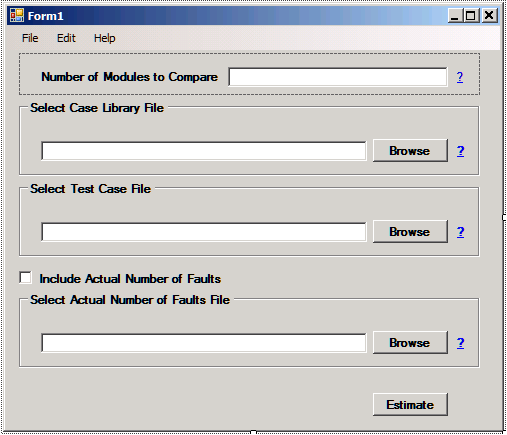 Form1
File Edit Help
Number of Modules to Compare ?
Select Case Library File
Browse ?
Select Test Case File
Browse ?
Include Actual Number of Faults
Select Actual Number of Faults File
Browse ?
Estimate